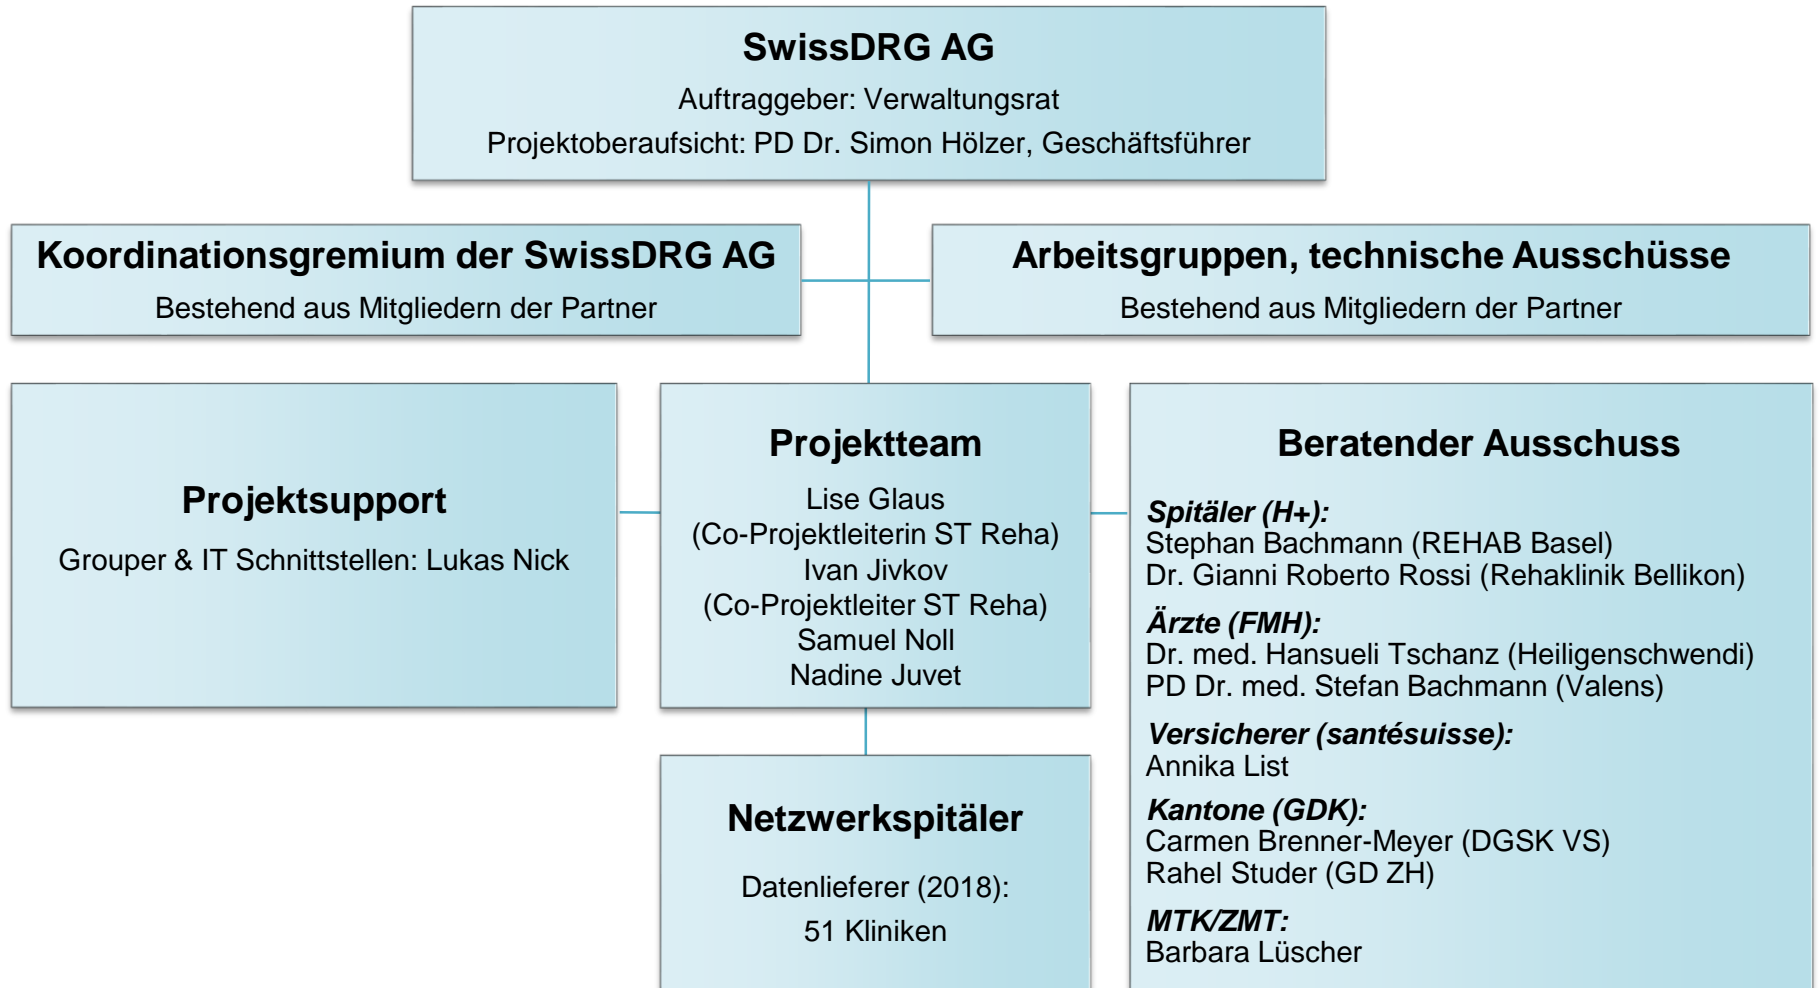 SwissDRG AG
Auftraggeber: Verwaltungsrat
Projektoberaufsicht: PD Dr. Simon Hölzer, Geschäftsführer
Koordinationsgremium der SwissDRG AG
Bestehend aus Mitgliedern der Partner
Arbeitsgruppen, technische Ausschüsse
Bestehend aus Mitgliedern der Partner
Projektsupport
Grouper & IT Schnittstellen: Lukas Nick
Projektteam
Lise Glaus
(Co-Projektleiterin ST Reha)
Ivan Jivkov
(Co-Projektleiter ST Reha)
Samuel Noll
Nadine Juvet
Beratender Ausschuss
Spitäler (H+):
Stephan Bachmann (REHAB Basel)
Dr. Gianni Roberto Rossi (Rehaklinik Bellikon)
Ärzte (FMH):
Dr. med. Hansueli Tschanz (Heiligenschwendi)
PD Dr. med. Stefan Bachmann (Valens)
Versicherer (santésuisse):
Annika List
Kantone (GDK):
Carmen Brenner-Meyer (DGSK VS)
Rahel Studer (GD ZH)
MTK/ZMT:
Barbara Lüscher
Netzwerkspitäler
Datenlieferer (2018):
51 Kliniken